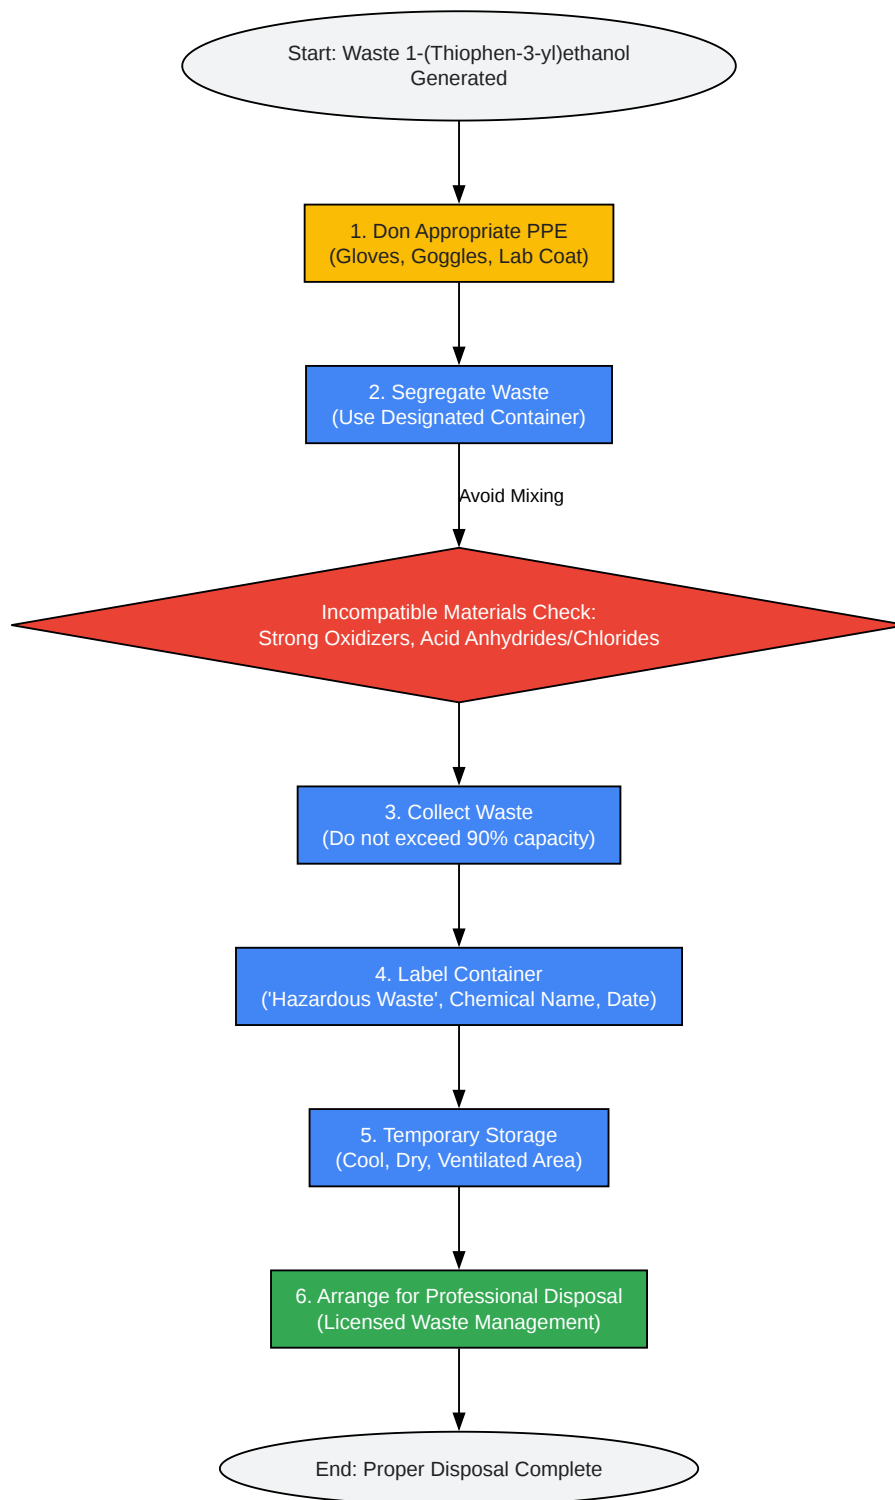 Start: Waste 1-(Thiophen-3-yl)ethanol
Generated
1. Don Appropriate PPE
(Gloves, Goggles, Lab Coat)
2. Segregate Waste
(Use Designated Container)
Avoid Mixing
Incompatible Materials Check:
Strong Oxidizers, Acid Anhydrides/Chlorides
3. Collect Waste
(Do not exceed 90% capacity)
4. Label Container
('Hazardous Waste', Chemical Name, Date)
5. Temporary Storage
(Cool, Dry, Ventilated Area)
6. Arrange for Professional Disposal
(Licensed Waste Management)
End: Proper Disposal Complete